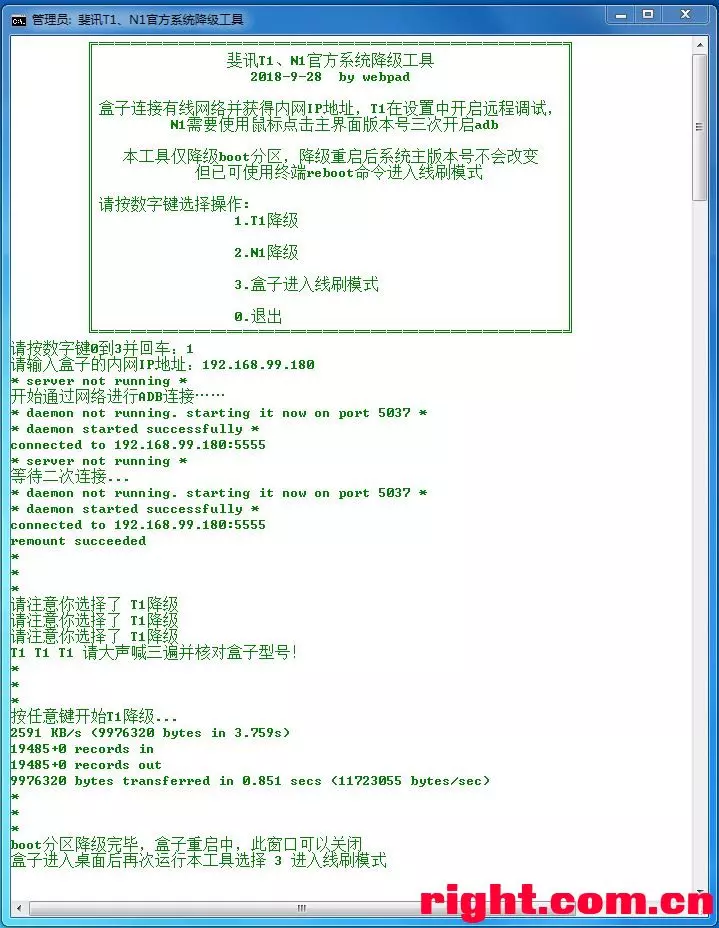 管理员: 斐讯T1、N1官方系统降级工具
斐讯T1、N1官方系统降级工具
2018-9-28 by webpad
盒子连接有线网络并获得内网IP地址，T1在设置中开启远程调试，
N1需要使用鼠标点击主界面版本号三次开启adb
本工具仅降级boot分区，降级重启后系统主版本号不会改变
但已可使用终端reboot命令进入线刷模式
请按数字键选择操作：
1.T1降级
2.N1降级
3.盒子进入线刷模式
0.退出
请按数字键0到3并回车：1
请输入盒子的内网IP地址：192.168.99.180
* server not running *
开始通过网络进行ADB连接……
* daemon not running. starting it now on port 5037 *
* daemon started successfully *
connected to 192.168.99.180:5555
* server not running *
等待二次连接...
* daemon not running. starting it now on port 5037 *
* daemon started successfully *
connected to 192.168.99.180:5555
remount succeeded
*
*
*
请注意你选择了 T1降级
请注意你选择了 T1降级
请注意你选择了 T1降级
T1 T1 T1 请大声喊三遍并核对盒子型号！
*
*
*
按任意键开始T1降级...
2591 KB/s (9976320 bytes in 3.759s)
19485+0 records in
19485+0 records out
9976320 bytes transferred in 0.851 secs (11723055 bytes/sec)
*
*
*
boot分区降级完毕，盒子重启中，此窗口可以关闭
盒子进入桌面后再次运行本工具选择 3 进入线刷模式
right.com.cn